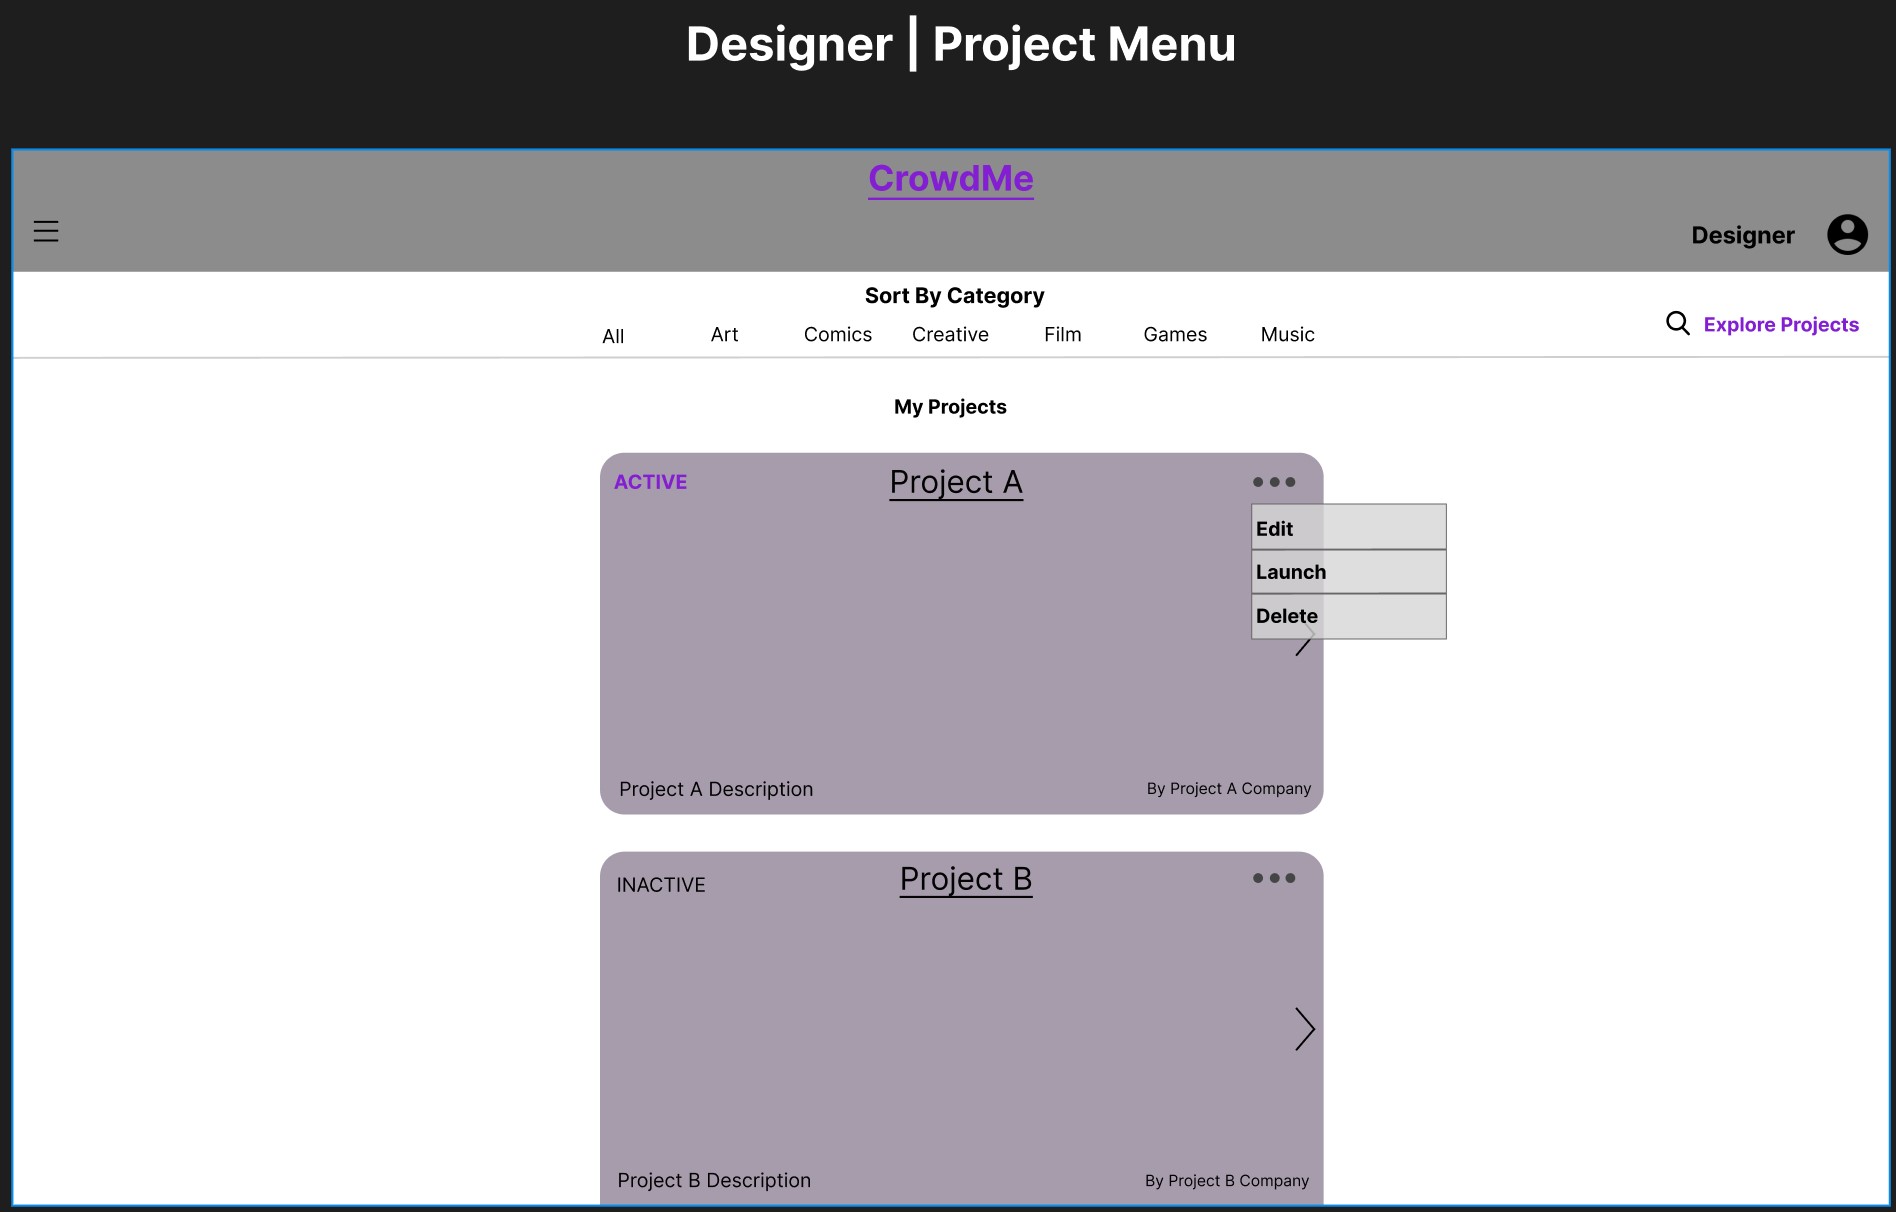 Designer | Project Menu
CrowdMe
Designer
Sort By Category
All Art Comics Creative Film Games Music
Explore Projects
My Projects
ACTIVE Project A
Edit
Launch
Delete
Project A Description By Project A Company
INACTIVE Project B
Project B Description By Project B Company